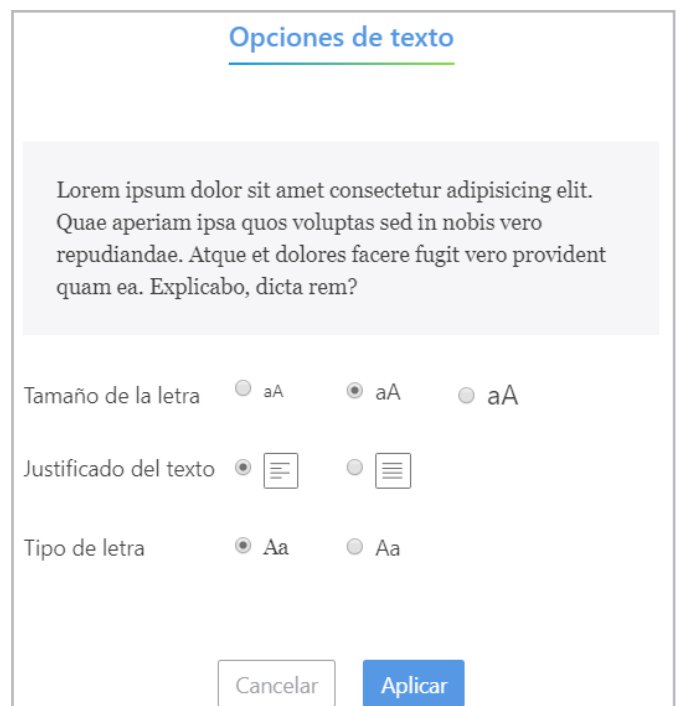 Opciones de texto
Lorem ipsum dolor sit amet consectetur adipisicing elit.
Quae aperiam ipsa quos voluptas sed in nobis vero
repudiandae. Atque et dolores facere fugit vero provident
quam ea. Explicabo, dicta rem?
Tamaño de la letra aA aA aA
Justificado del texto
Tipo de letra Aa Aa
Cancelar Aplicar